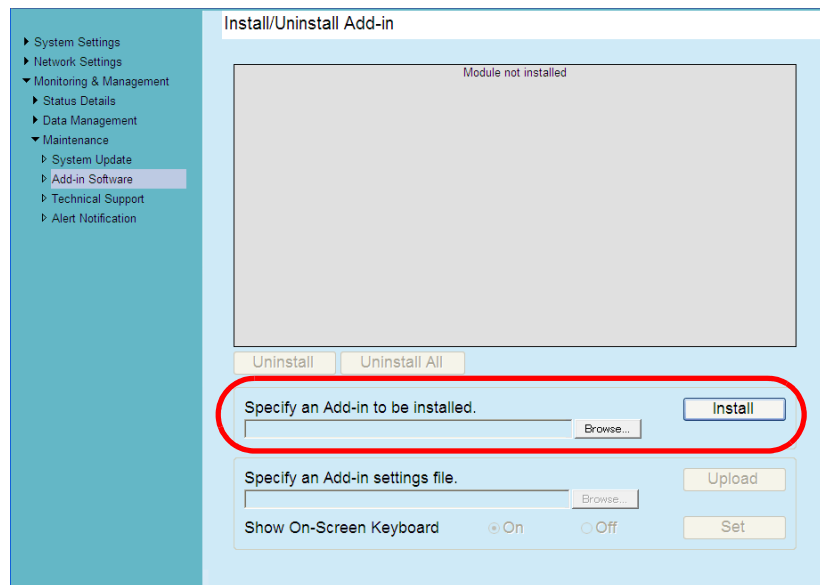 Install/Uninstall Add-in
System Settings
Network Settings
Monitoring & Management
Status Details
Data Management
Maintenance
System Update
Add-in Software
Technical Support
Alert Notification
Module not installed
Uninstall
Uninstall All
Specify an Add-in to be installed.
Install
Browse...
Specify an Add-in settings file.
Upload
Browse...
Show On-Screen Keyboard
On
Off
Set